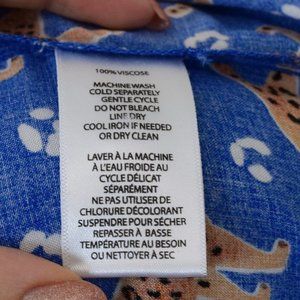 100% VISCOSE
MACHINE WASH
COLD SEPARATELY
GENTLE CYCLE
DO NOT BLEACH
LINE DRY
COOL IRON IF NEEDED
OR DRY CLEAN
LAVER À LA MACHINE
À L'EAU FROIDE AU
CYCLE DÉLICAT
SÉPARÉMENT
NE PAS UTILISER DE
CHLORURE DÉCOLORANT
SUSPENDRE POUR SÉCHER
REPASSER À BASSE
TEMPÉRATURE AU BESOIN
OU NETTOYER À SEC